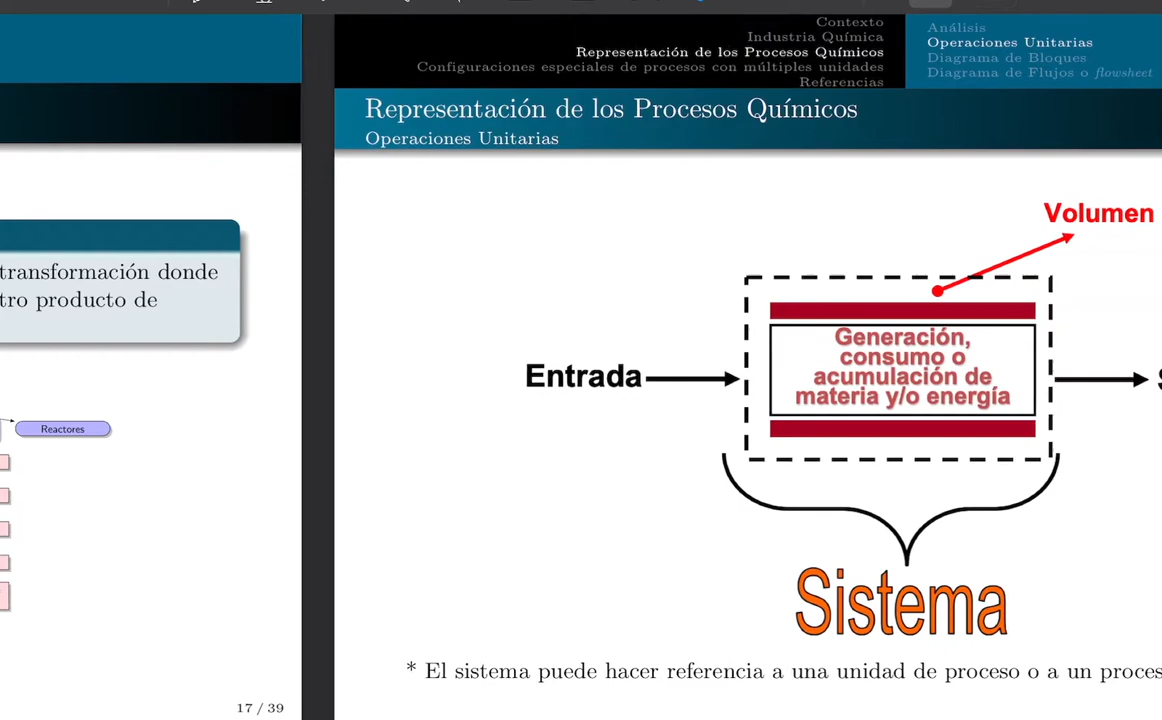 transformación donde
tro producto de
Reactores
17 / 39
Contexto
Industria Química
Representación de los Procesos Químicos
Configuraciones especiales de procesos con múltiples unidades
Referencias
Análisis
Operaciones Unitarias
Diagrama de Bloques
Diagrama de Flujos o flowsheet
Representación de los Procesos Químicos
Operaciones Unitarias
Volumen
Entrada
Generación,
consumo o
acumulación de
materia y/o energía
Sistema
* El sistema puede hacer referencia a una unidad de proceso o a un proces